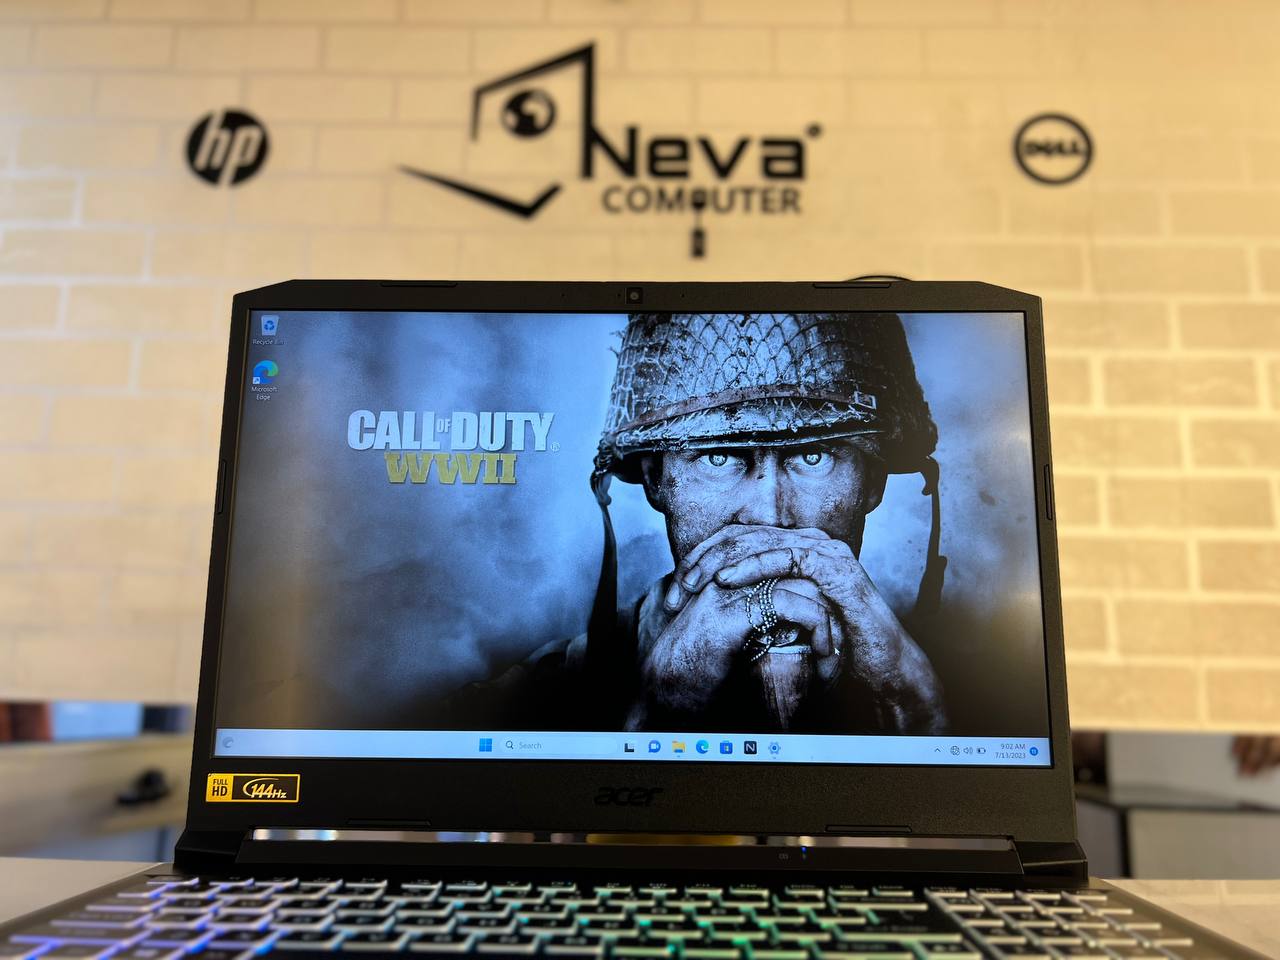 hp
Neva
COMPUTER
DELL
Recycle Bin
Microsoft
Edge
CALL OF DUTY®
WWII
Search
9:02 AM
7/13/2023
FULL
HD
144Hz
acer